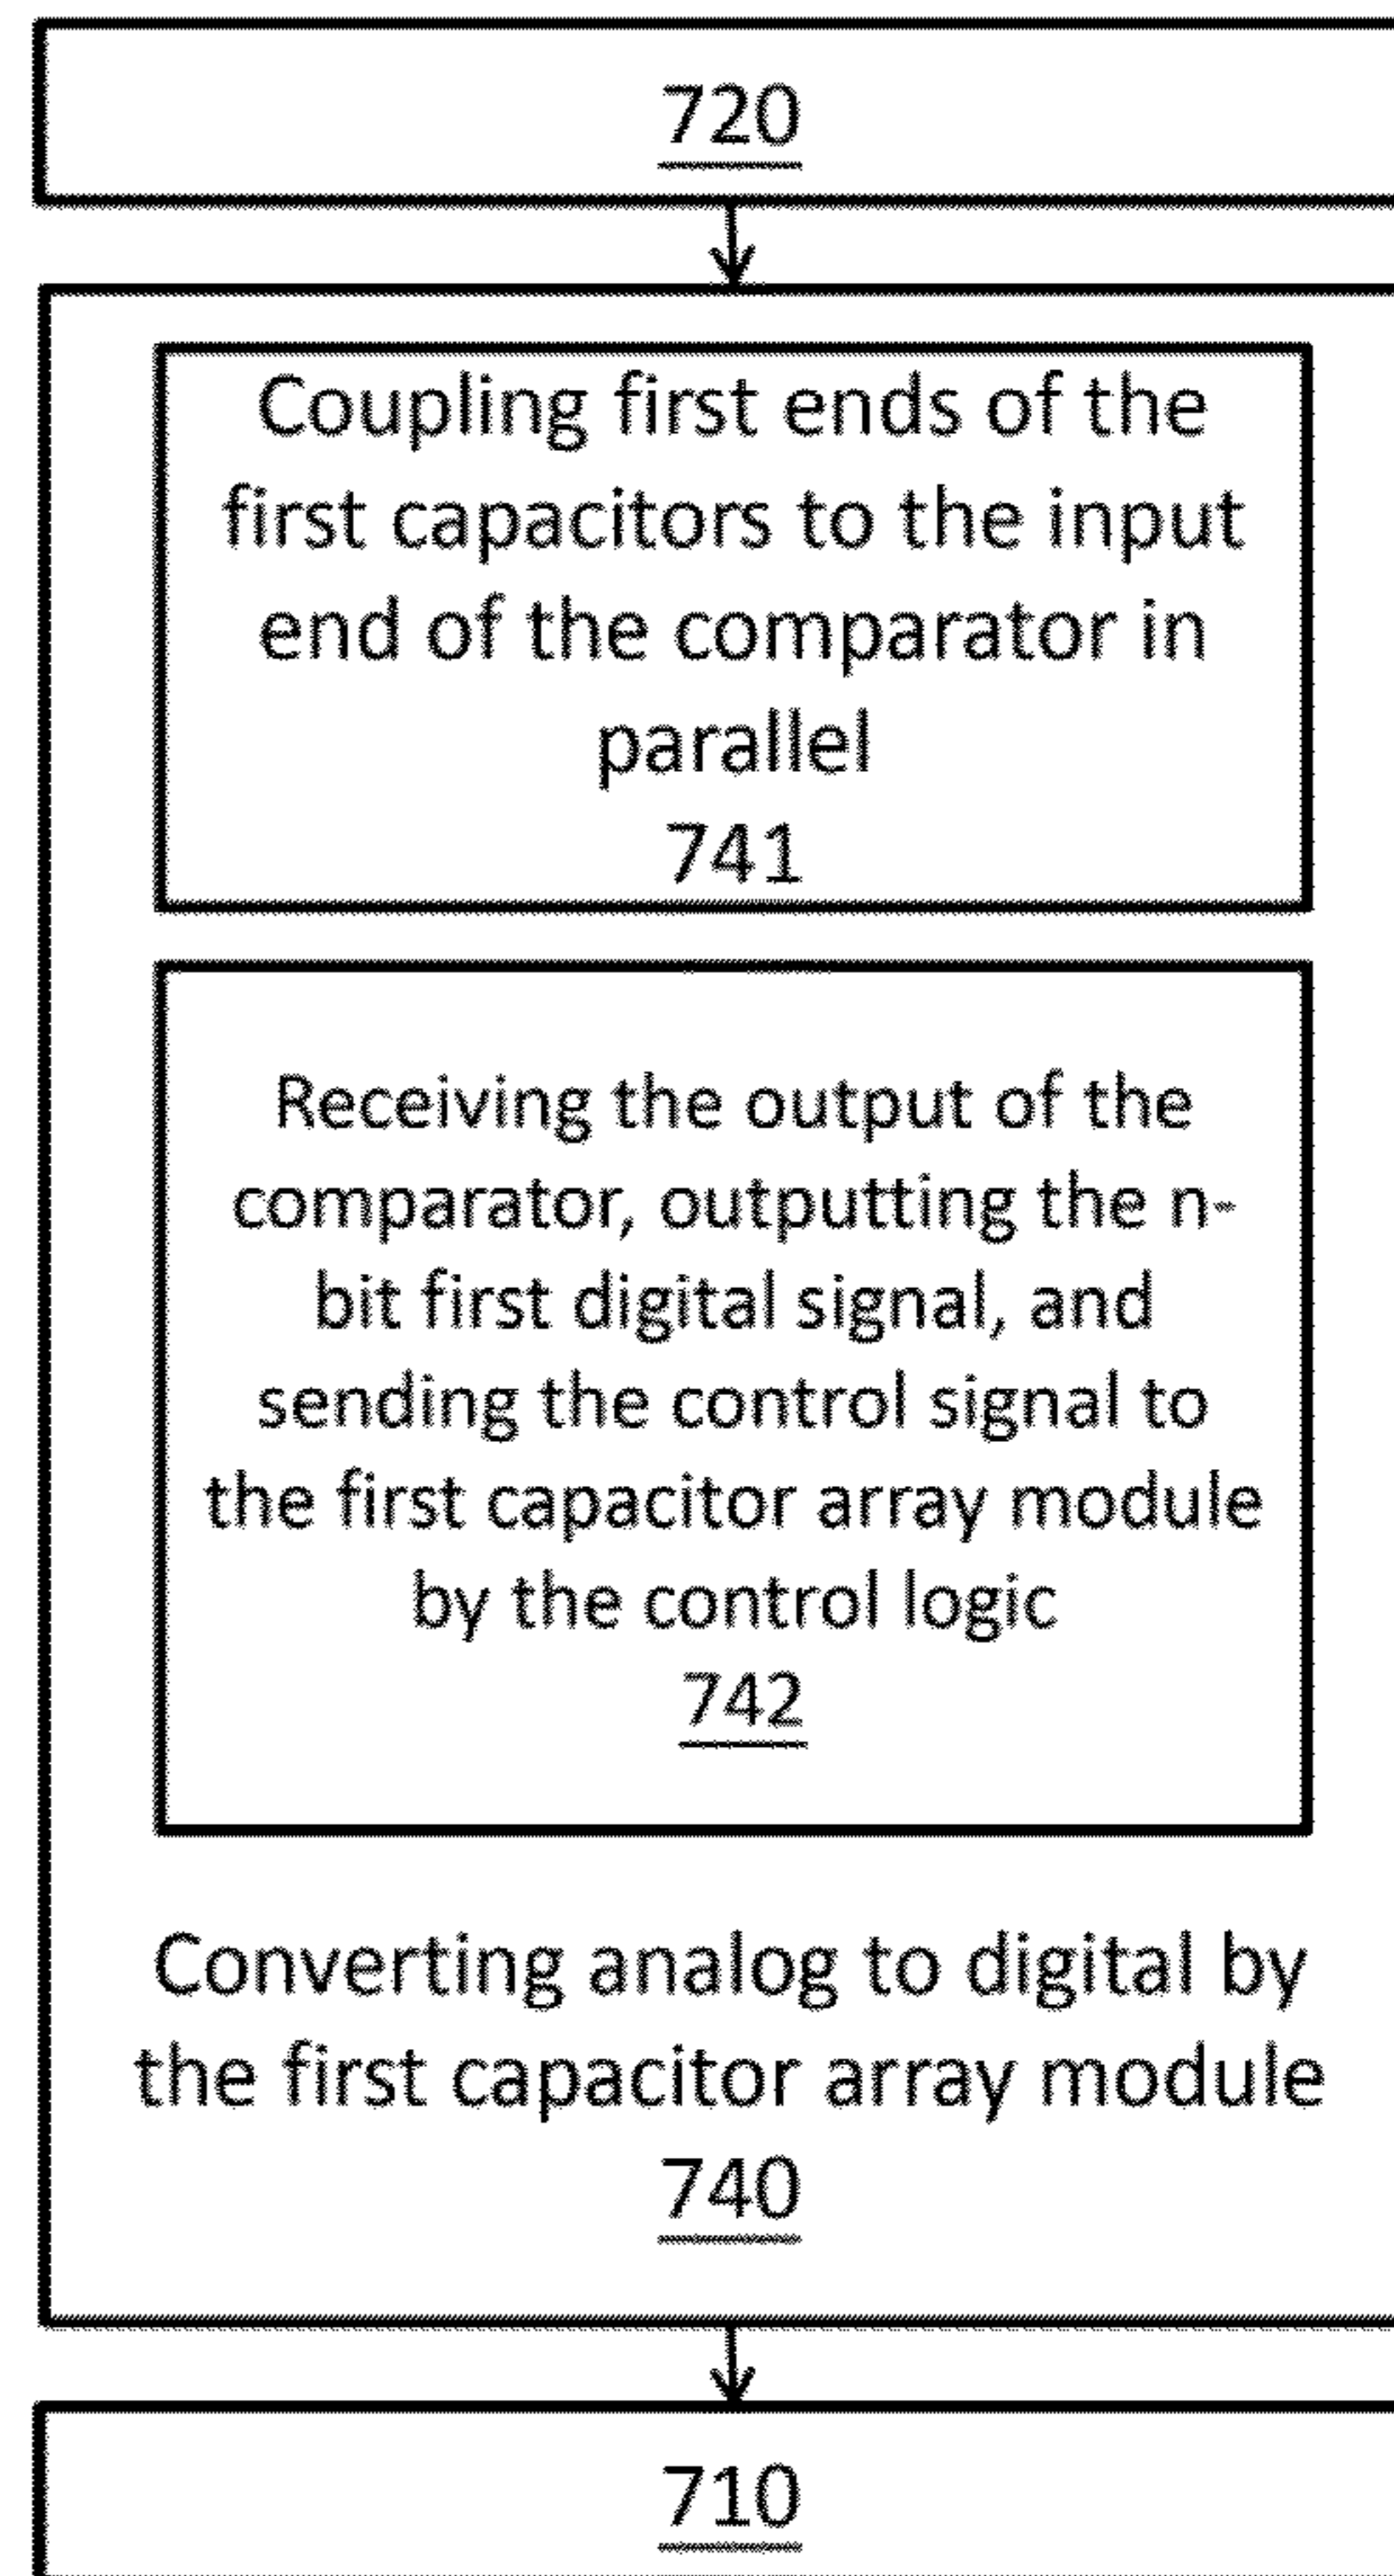 720
Coupling first ends of the
first capacitors to the input
end of the comparator in
parallel
741
Receiving the output of the
comparator, outputting the n-
bit first digital signal, and
sending the control signal to
the first capacitor array module
by the control logic
742
Converting analog to digital by
the first capacitor array module
740
710